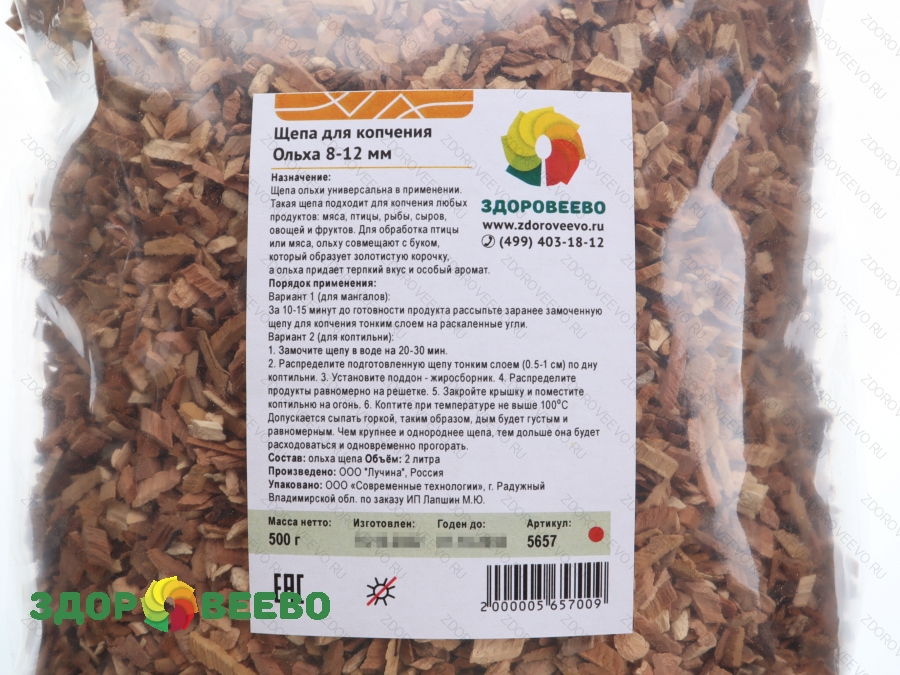 Щепа для копчения
Ольха 8-12 мм
ЗДОРОВЕЕВО
www.zdoroveevo.ru
(499) 403-18-12
Назначение:
Щепа ольхи универсальна в применении.
Такая щепа подходит для копчения любых
продуктов: мяса, птицы, рыбы, сыров,
овощей и фруктов. Для обработки птицы
или мяса, ольху совмещают с буком,
который образует золотистую корочку,
а ольха придает терпкий вкус и особый аромат.
Порядок применения:
Вариант 1 (для мангалов):
За 10-15 минут до готовности продукта рассыпьте заранее замоченную
щепу для копчения тонким слоем на раскаленные угли.
Вариант 2 (для коптильни):
1. Замочите щепу в воде на 20-30 мин.
2. Распределите подготовленную щепу тонким слоем (0.5-1 см) по дну
коптильни. 3. Установите поддон - жиросборник. 4. Распределите
продукты равномерно на решетке. 5. Закройте крышку и поместите
коптильню на огонь. 6. Коптите при температуре не выше 100°С
Допускается сыпать горкой, таким образом, дым будет густым и
равномерным. Чем крупнее и однороднее щепа, тем дольше она будет
расходоваться и одновременно прогорать.
Состав: ольха щепа Объём: 2 литра
Произведено: ООО "Лучина", Россия
Упаковано: ООО «Современные технологии», г. Радужный
Владимирской обл. по заказу ИП Лапшин М.Ю.
Масса нетто: Изготовлен: Годен до: Артикул:
500 г 5657
EAC
2 000005 657009
ЗДОРОВЕЕВО
ZDOROVEEVO.RU